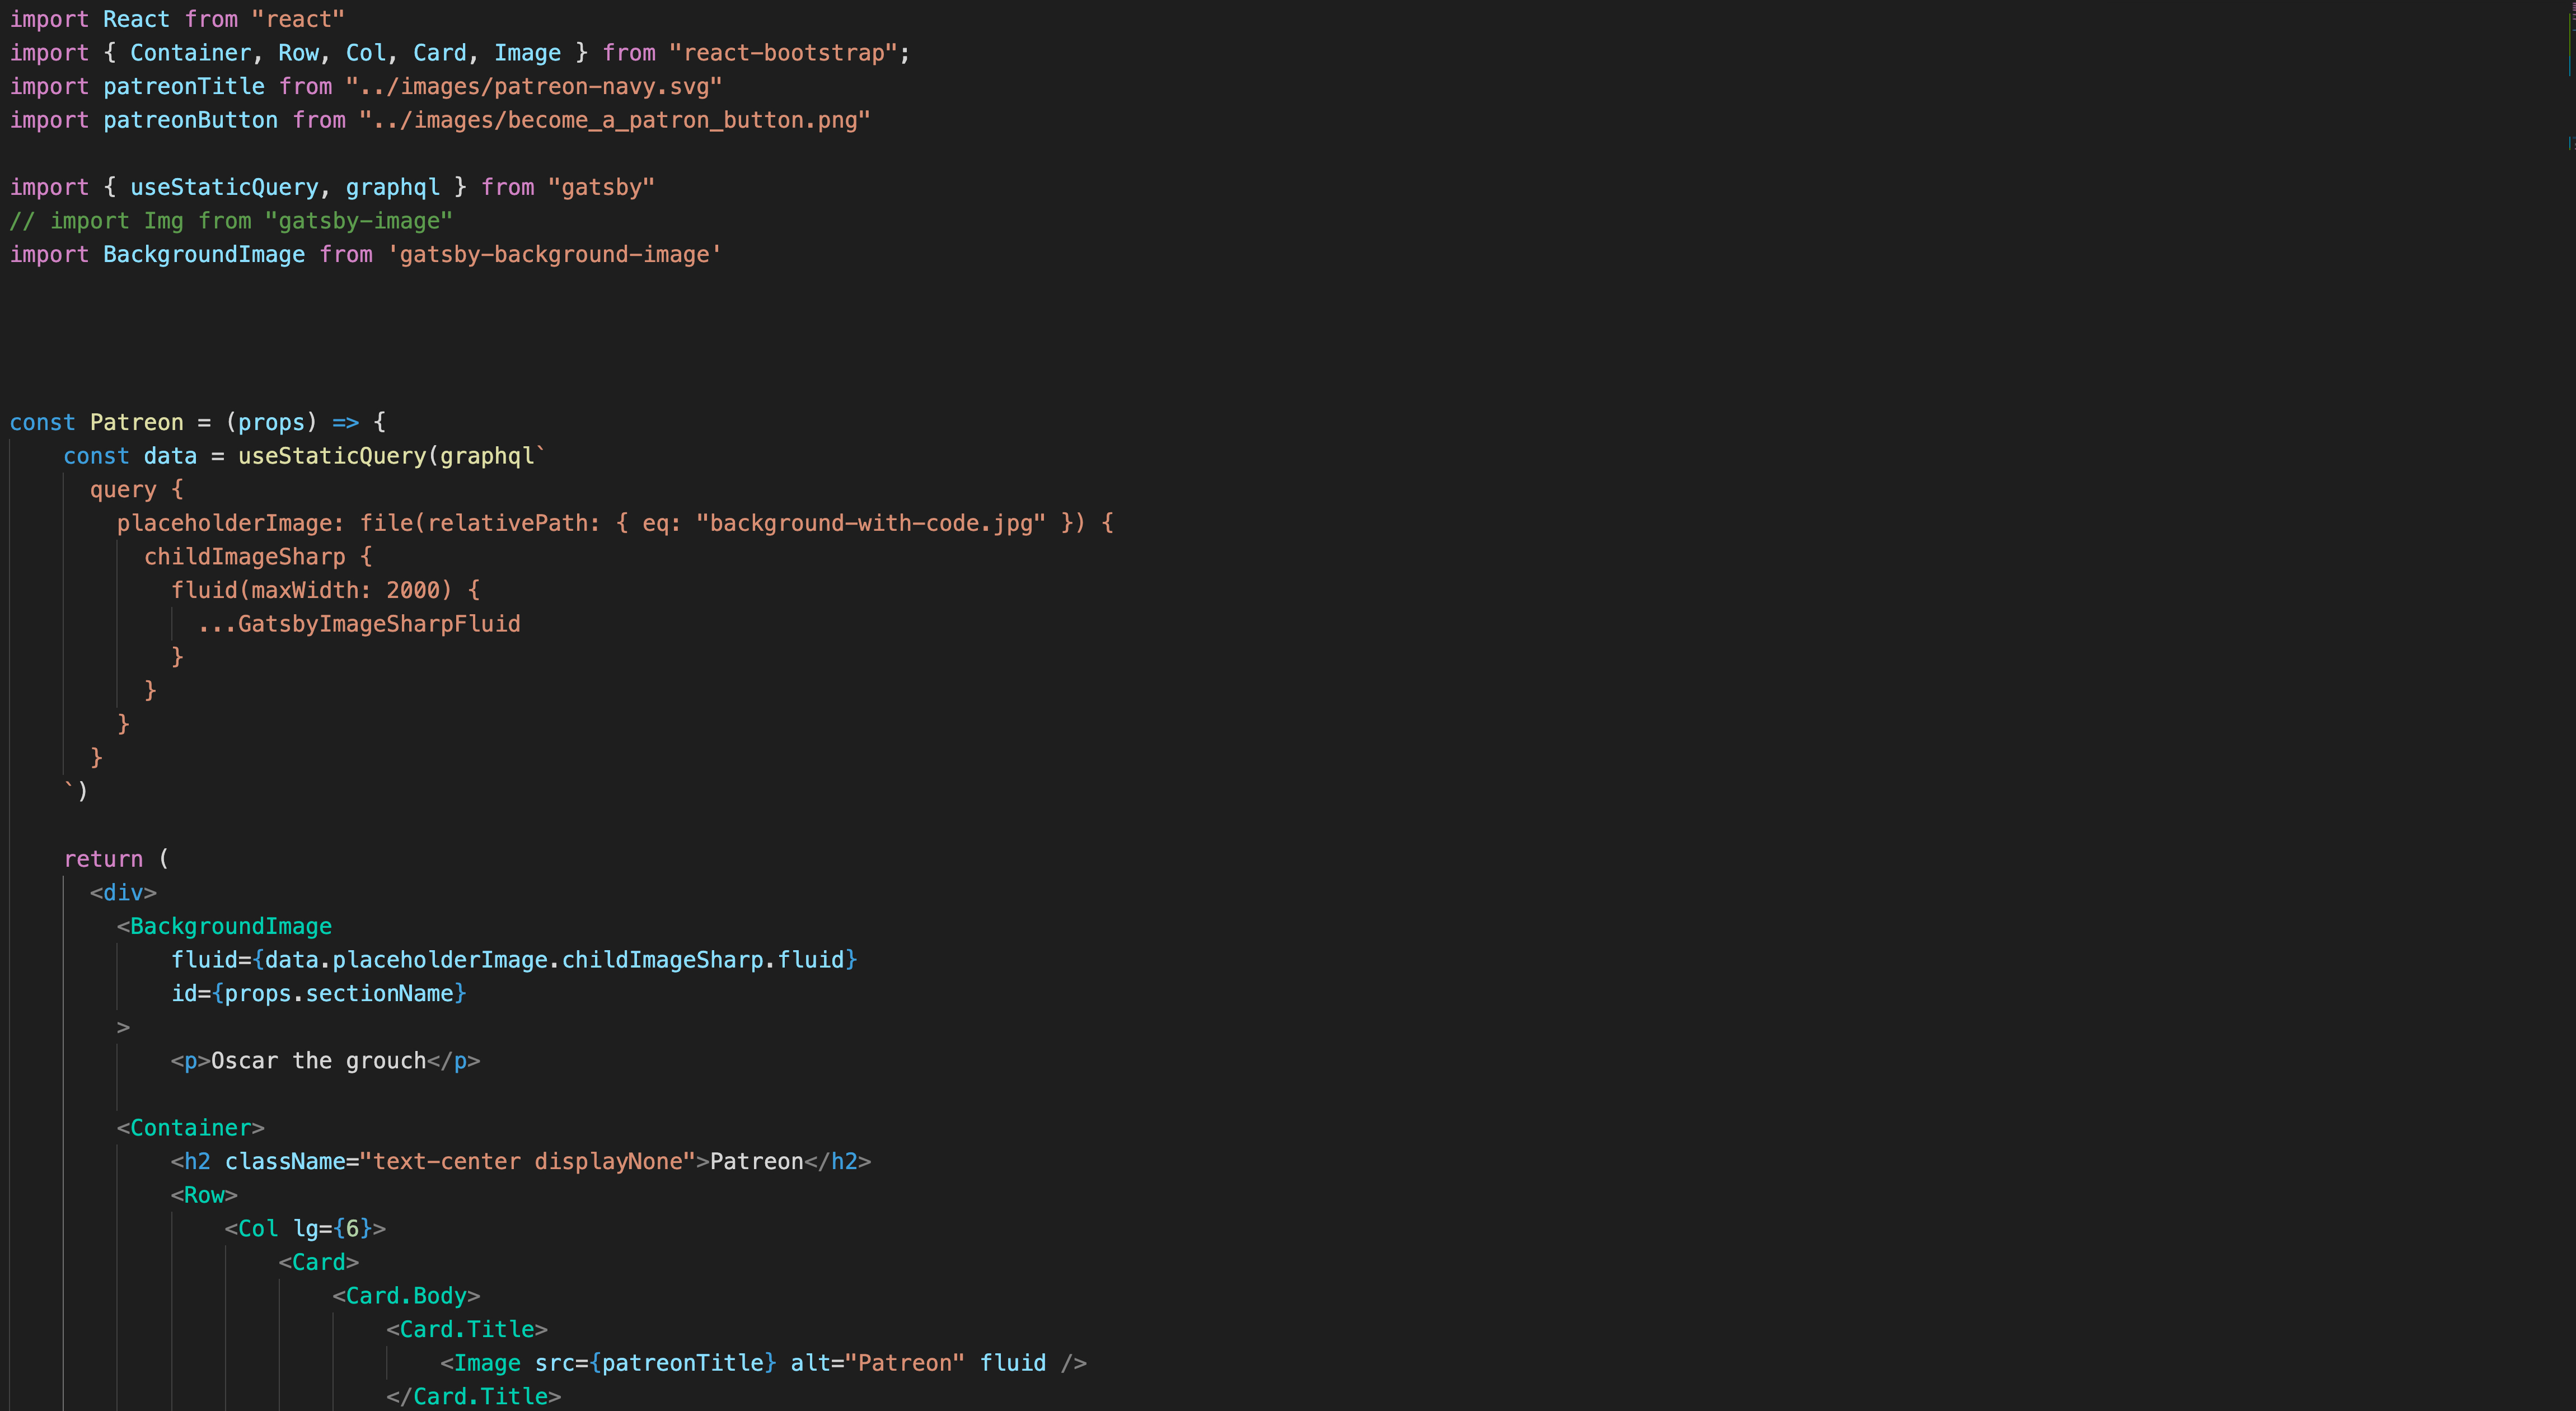 import React from "react"
import { Container, Row, Col, Card, Image } from "react-bootstrap";
import patreonTitle from "../images/patreon-navy.svg"
import patreonButton from "../images/become_a_patron_button.png"
import { useStaticQuery, graphql } from "gatsby"
// import Img from "gatsby-image"
import BackgroundImage from 'gatsby-background-image'
const Patreon = (props) => {
const data = useStaticQuery(graphql`
query {
placeholderImage: file(relativePath: { eq: "background-with-code.jpg" }) {
childImageSharp {
fluid(maxWidth: 2000) {
...GatsbyImageSharpFluid
}
}
}
}
`)
return (
<div>
<BackgroundImage
fluid={data.placeholderImage.childImageSharp.fluid}
id={props.sectionName}
>
<p>Oscar the grouch</p>
<Container>
<h2 className="text-center displayNone">Patreon</h2>
<Row>
<Col lg={6}>
<Card>
<Card.Body>
<Card.Title>
<Image src={patreonTitle} alt="Patreon" fluid />
</Card.Title>